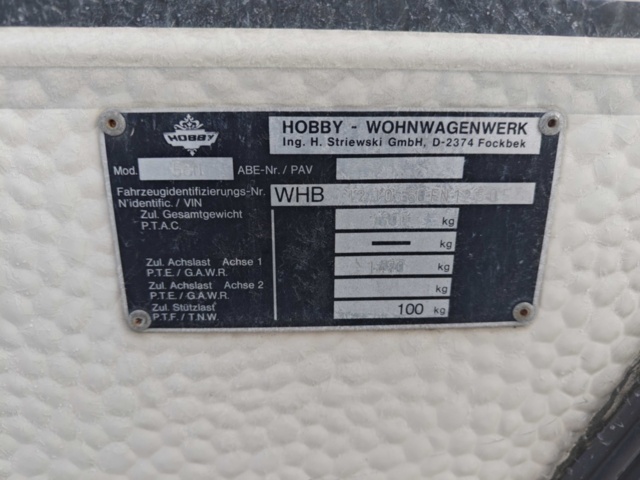 HOBBY
HOBBY - WOHNWAGENWERK
Ing. H. Striewski GmbH, D-2374 Fockbek
Mod. ABE-Nr./PAV
Fahrzeugidentifizierungs-Nr.
N'identific./VIN
WHB
Zul. Gesamtgewicht
P.T.A.C.
kg
— kg
Zul. Achslast Achse 1
P.T.E./G.A.W.R.
kg
Zul. Achslast Achse 2
P.T.E./G.A.W.R.
kg
Zul. Stützlast
P.T.F./T.N.W.
100 kg